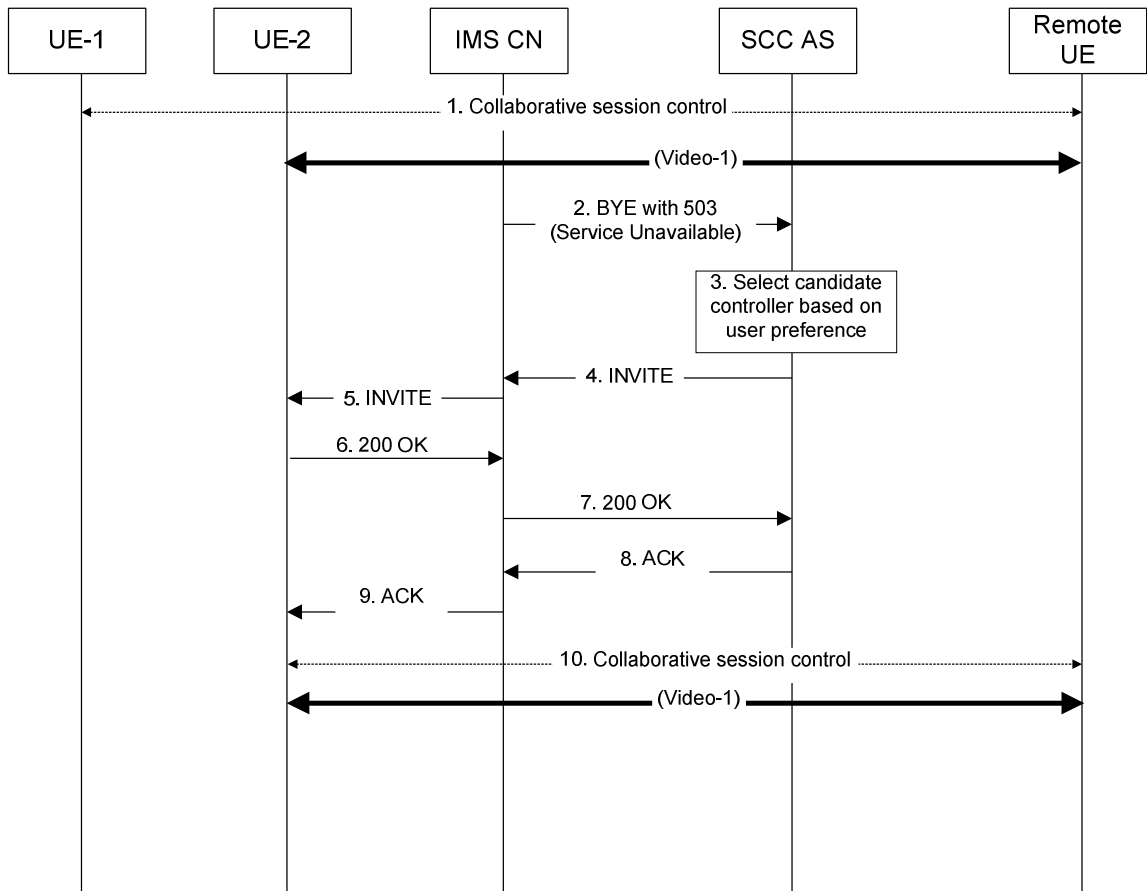 UE-1
UE-2
IMS CN
SCC AS
Remote
UE
1. Collaborative session control
(Video-1)
2. BYE with 503
(Service Unavailable)
3. Select candidate
controller based on
user preference
4. INVITE
5. INVITE
6. 200 OK
7. 200 OK
8. ACK
9. ACK
10. Collaborative session control
(Video-1)